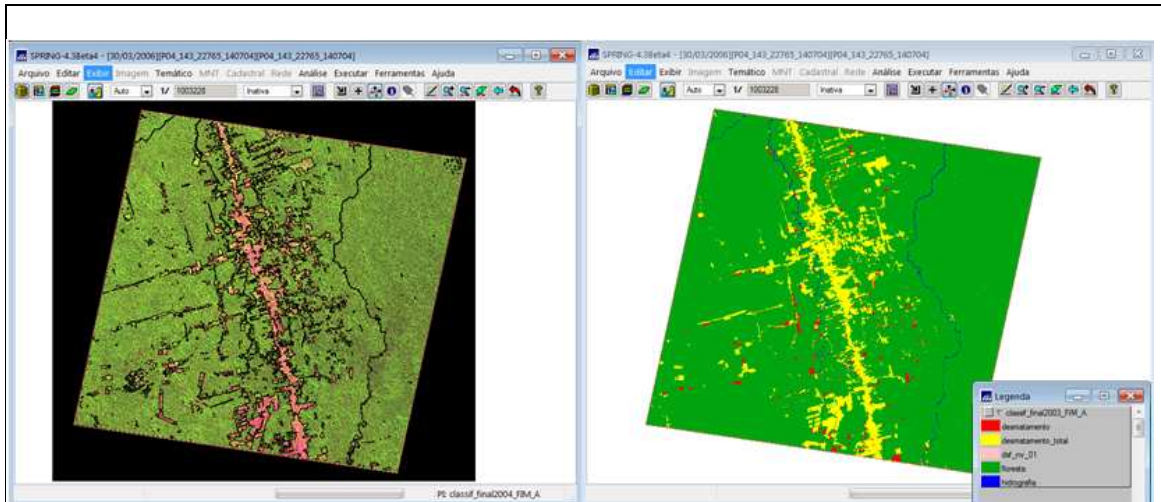 SPRING-4.3Beta4 - [30/03/2006][P04_143_22765_140704][P04_143_22765_140704]
Arquivo Editar Exibir Imagem Temático MNT Cadastral Rede Análise Executar Ferramentas Ajuda
Auto 1/ 1003228 Inativa
PI: classif_final2004_FIM_A
SPRING-4.3Beta4 - [30/03/2006][P04_143_22765_140704][P04_143_22765_140704]
Arquivo Editar Exibir Imagem Temático MNT Cadastral Rede Análise Executar Ferramentas Ajuda
Auto 1/ 1003228 Inativa
Legenda
classif_final2003_FIM_A
desmatamento
desmatamento_total
dsf_nv_01
floresta
hidrografia